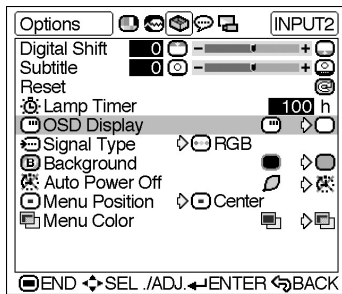 Options INPUT2
Digital Shift 0 - +
Subtitle 0 - +
Reset
Lamp Timer 100 h
OSD Display
Signal Type RGB
B Background
Auto Power Off
Menu Position Center
Menu Color
END SEL ./ADJ. ENTER BACK